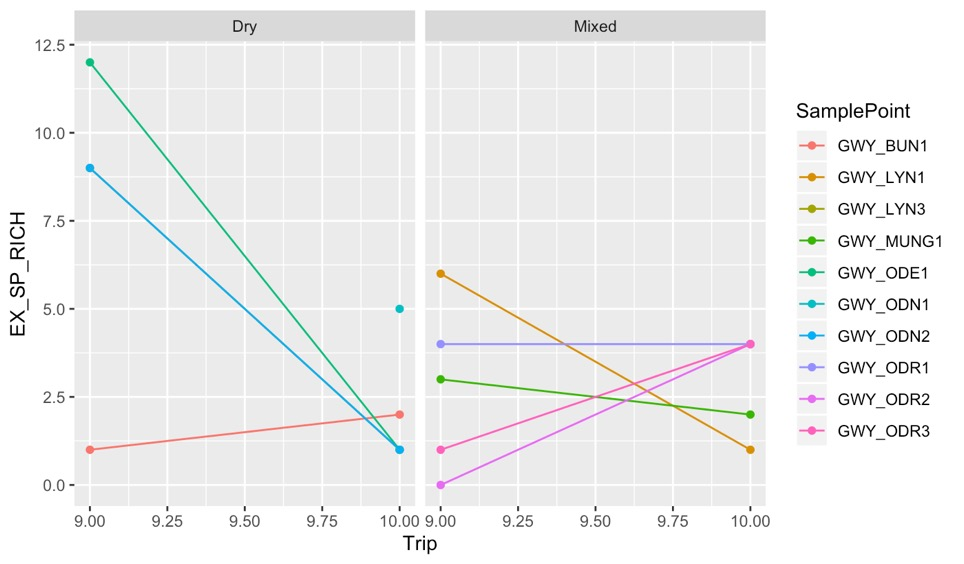 Dry Mixed
12.5
10.0
7.5
5.0
2.5
0.0
EX_SP_RICH
9.00 9.25 9.50 9.75 10.00 9.00 9.25 9.50 9.75 10.00
Trip
SamplePoint
GWY_BUN1
GWY_LYN1
GWY_LYN3
GWY_MUNG1
GWY_ODE1
GWY_ODN1
GWY_ODN2
GWY_ODR1
GWY_ODR2
GWY_ODR3